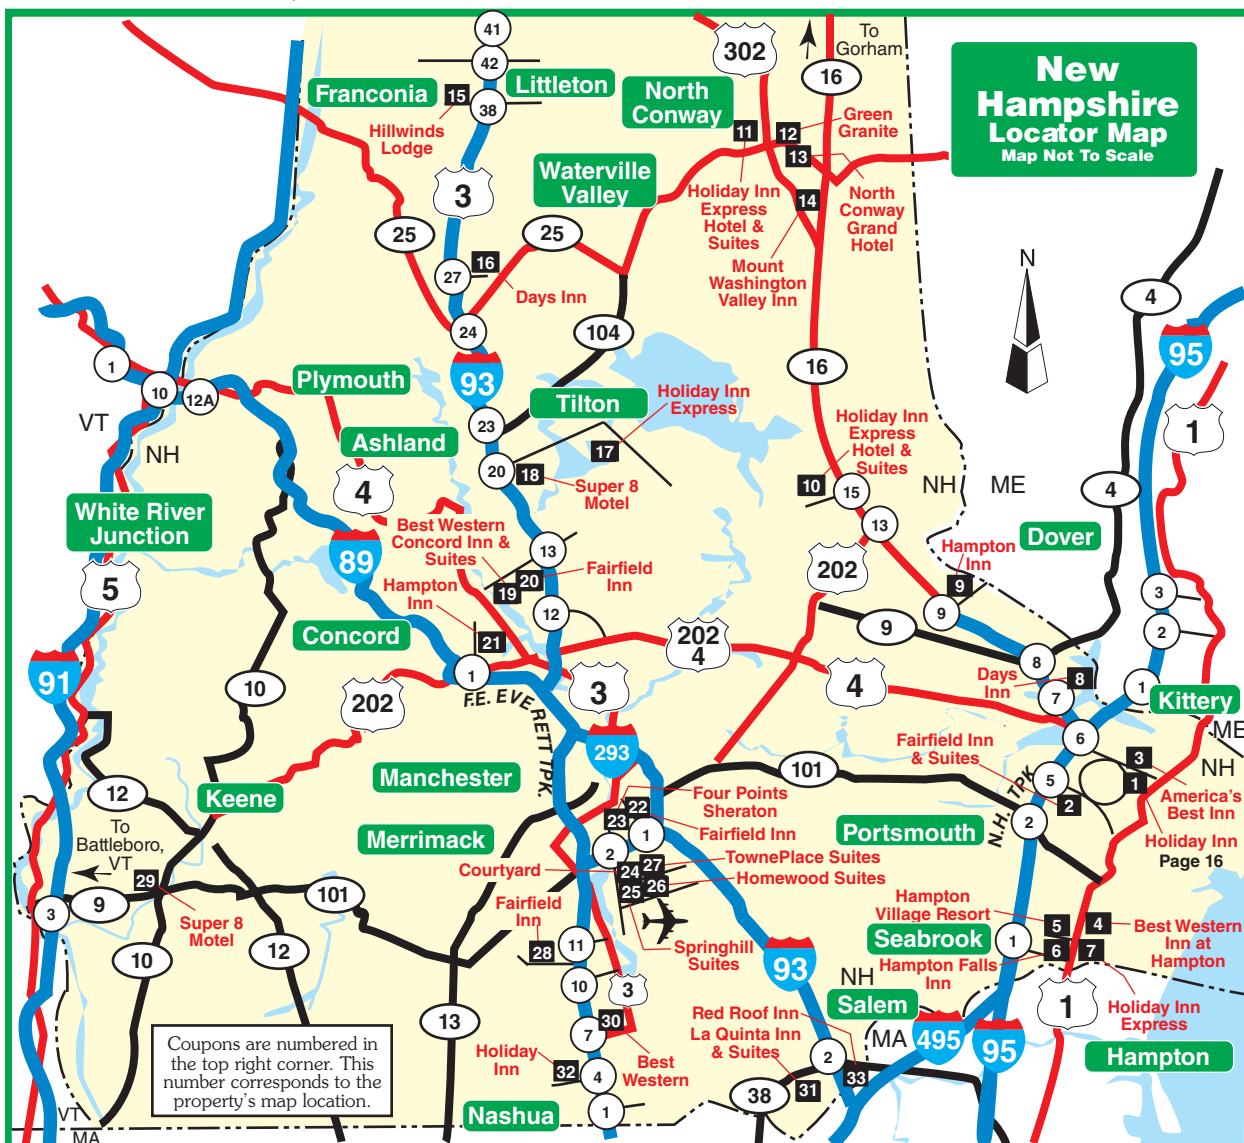 New
Hampshire
Locator Map
Map Not To Scale
41
42
38
Franconia
15
Littleton
Hillwinds
Lodge
3
302
North
Conway
To
Gorham
16
11
12
Green
Granite
13
14
Holiday Inn
Express
Hotel &
Suites
North
Conway
Grand
Hotel
Mount
Washington
Valley Inn
Waterville
Valley
25
25
27
16
Days Inn
24
104
N
4
95
1
1
10
12A
VT
NH
Plymouth
93
Tilton
Holiday Inn
Express
16
23
Ashland
17
20
18
Super 8
Motel
Holiday Inn
Express
Hotel &
Suites
10
15
13
NH
ME
4
Dover
4
White River
Junction
5
89
Best Western
Concord Inn &
Suites
13
20
19
Fairfield
Inn
Hampton
Inn
202
Hampton
Inn
9
9
9
3
2
12
Concord
21
1
202
4
8
Days
Inn
8
7
1
Kittery
ME
91
10
202
F.E. EVERETT TPK.
3
4
6
293
Fairfield Inn
& Suites
N.H. TPK
5
2
3
1
NH
America's
Best Inn
Holiday Inn
Page 16
12
Keene
Manchester
101
To
Battleboro,
VT
Merrimack
Four Points
Sheraton
22
23
Fairfield Inn
1
2
Portsmouth
2
Courtyard
24
27
TownePlace Suites
25
26
Homewood Suites
29
3
9
Super 8
Motel
101
Fairfield
Inn
28
11
Springhill
Suites
Hampton
Village Resort
5
4
Best Western
Inn at
Hampton
Seabrook
1
6
7
Hampton Falls
Inn
10
12
10
3
93
NH
Salem
MA
495
95
1
Holiday Inn
Express
Hampton
13
7
30
Best
Western
Holiday
Inn
32
4
Red Roof Inn
La Quinta Inn
& Suites
2
31
33
38
Nashua
1
Coupons are numbered in
the top right corner. This
number corresponds to the
property's map location.
VT
MA